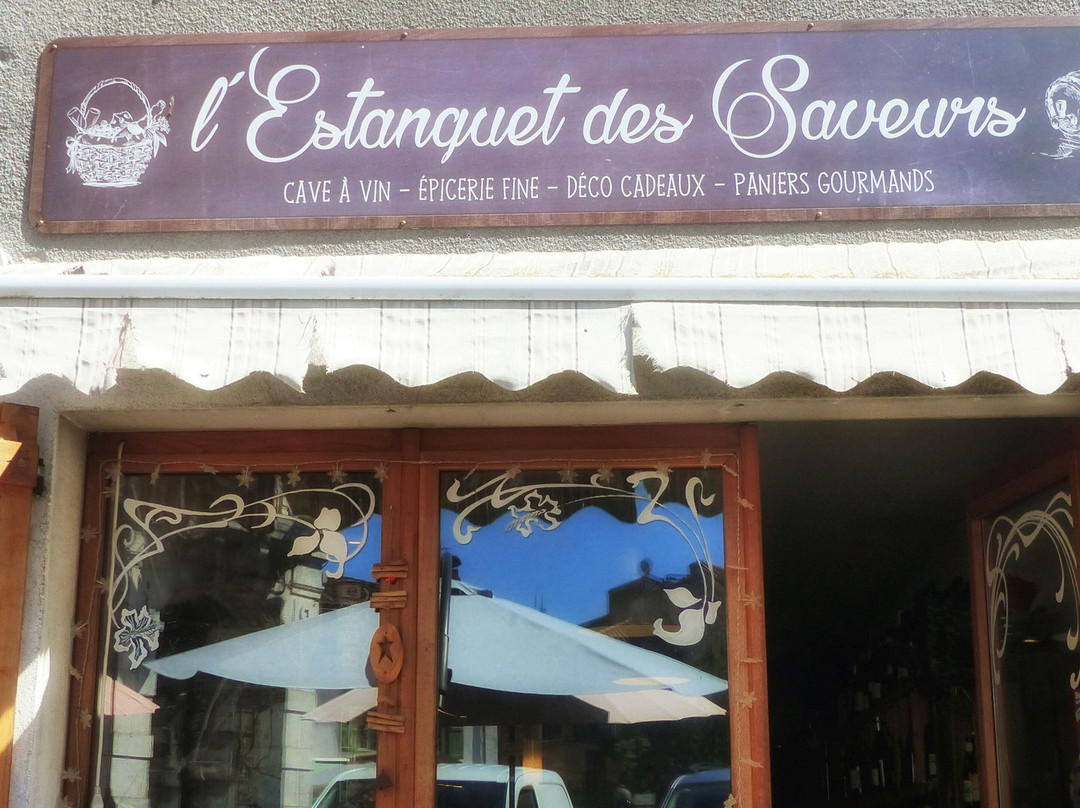 l'Estanquet des Saveurs
CAVE À VIN – ÉPICERIE FINE – DÉCO CADEAUX – PANIERS GOURMANDS